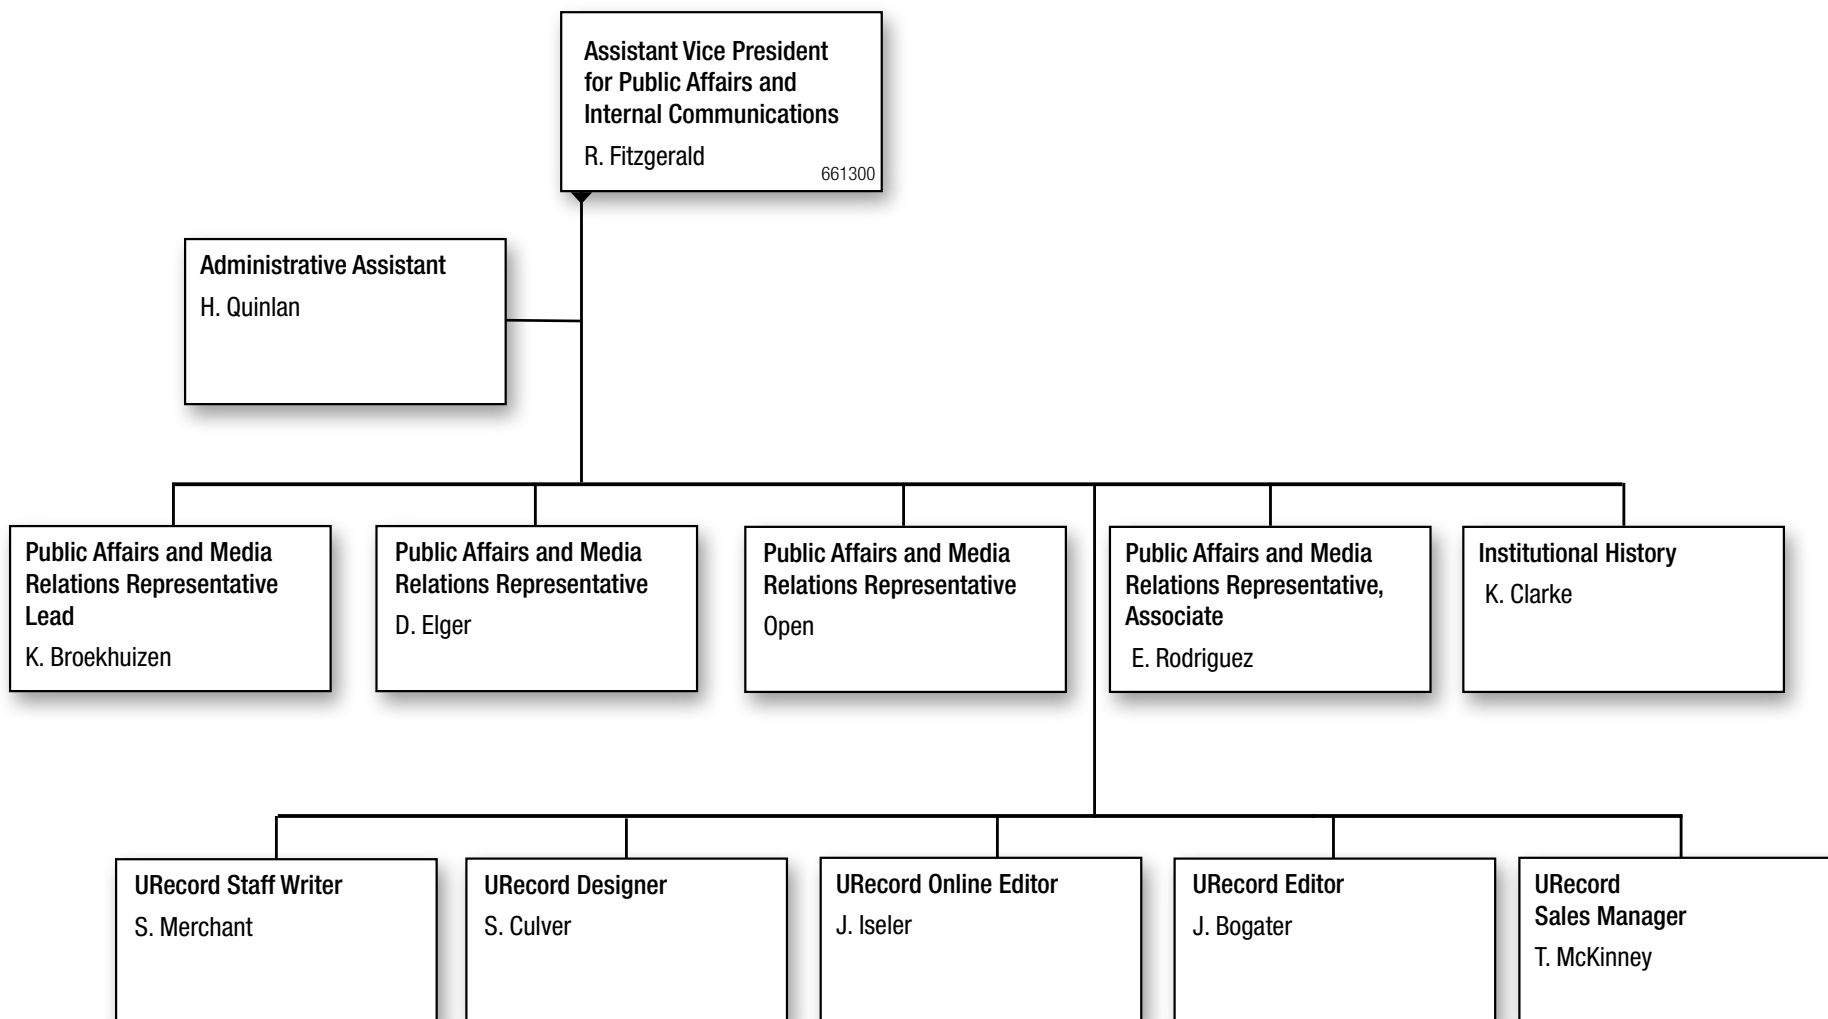 Assistant Vice President
for Public Affairs and
Internal Communications
R. Fitzgerald
661300
Administrative Assistant
H. Quinlan
Public Affairs and Media
Relations Representative
Lead
K. Broekhuizen
Public Affairs and Media
Relations Representative
D. Elger
Public Affairs and Media
Relations Representative
Open
Public Affairs and Media
Relations Representative,
Associate
E. Rodriguez
Institutional History
K. Clarke
URecord Staff Writer
S. Merchant
URecord Designer
S. Culver
URecord Online Editor
J. Iseler
URecord Editor
J. Bogater
URecord
Sales Manager
T. McKinney